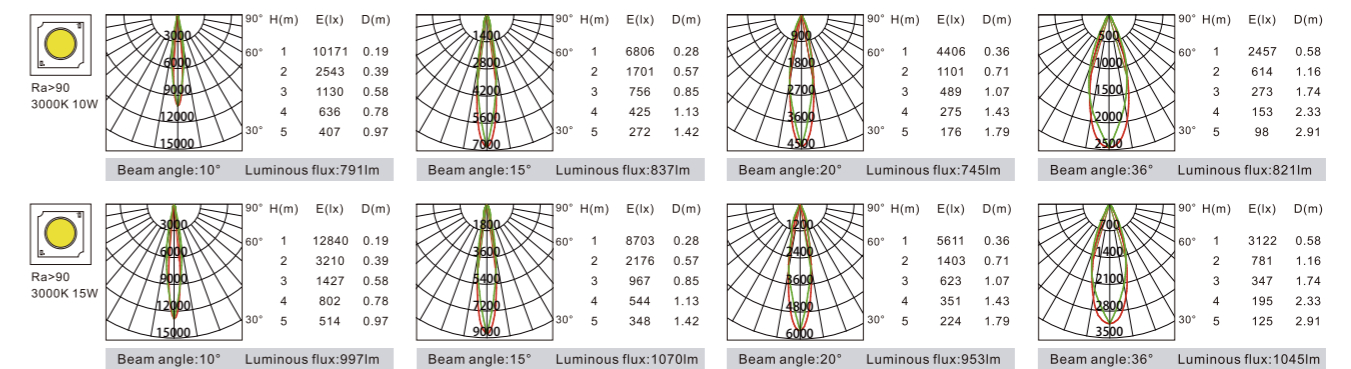 90° H(m) E(lx) D(m)
3000
60° 1 10171 0.19
6000
2 2543 0.39
9000
3 1130 0.58
12000
4 636 0.78
30° 5 407 0.97
15000
Beam angle:10° Luminous flux:791lm
Ra>90
3000K 10W
90° H(m) E(lx) D(m)
1400
60° 1 6806 0.28
2800
2 1701 0.57
4200
3 756 0.85
5600
4 425 1.13
30° 5 272 1.42
7000
Beam angle:15° Luminous flux:837lm
90° H(m) E(lx) D(m)
900
60° 1 4406 0.36
1800
2 1101 0.71
2700
3 489 1.07
3600
4 275 1.43
30° 5 176 1.79
4500
Beam angle:20° Luminous flux:745lm
90° H(m) E(lx) D(m)
500
60° 1 2457 0.58
1000
2 614 1.16
1500
3 273 1.74
2000
4 153 2.33
30° 5 98 2.91
2500
Beam angle:36° Luminous flux:821lm
90° H(m) E(lx) D(m)
3000
60° 1 12840 0.19
6000
2 3210 0.39
9000
3 1427 0.58
12000
4 802 0.78
30° 5 514 0.97
15000
Beam angle:10° Luminous flux:997lm
Ra>90
3000K 15W
90° H(m) E(lx) D(m)
1800
60° 1 8703 0.28
3600
2 2176 0.57
5400
3 967 0.85
7200
4 544 1.13
30° 5 348 1.42
9000
Beam angle:15° Luminous flux:1070lm
90° H(m) E(lx) D(m)
1200
60° 1 5611 0.36
2400
2 1403 0.71
3600
3 623 1.07
4800
4 351 1.43
30° 5 224 1.79
6000
Beam angle:20° Luminous flux:953lm
90° H(m) E(lx) D(m)
700
60° 1 3122 0.58
1400
2 781 1.16
2100
3 347 1.74
2800
4 195 2.33
30° 5 125 2.91
3500
Beam angle:36° Luminous flux:1045lm